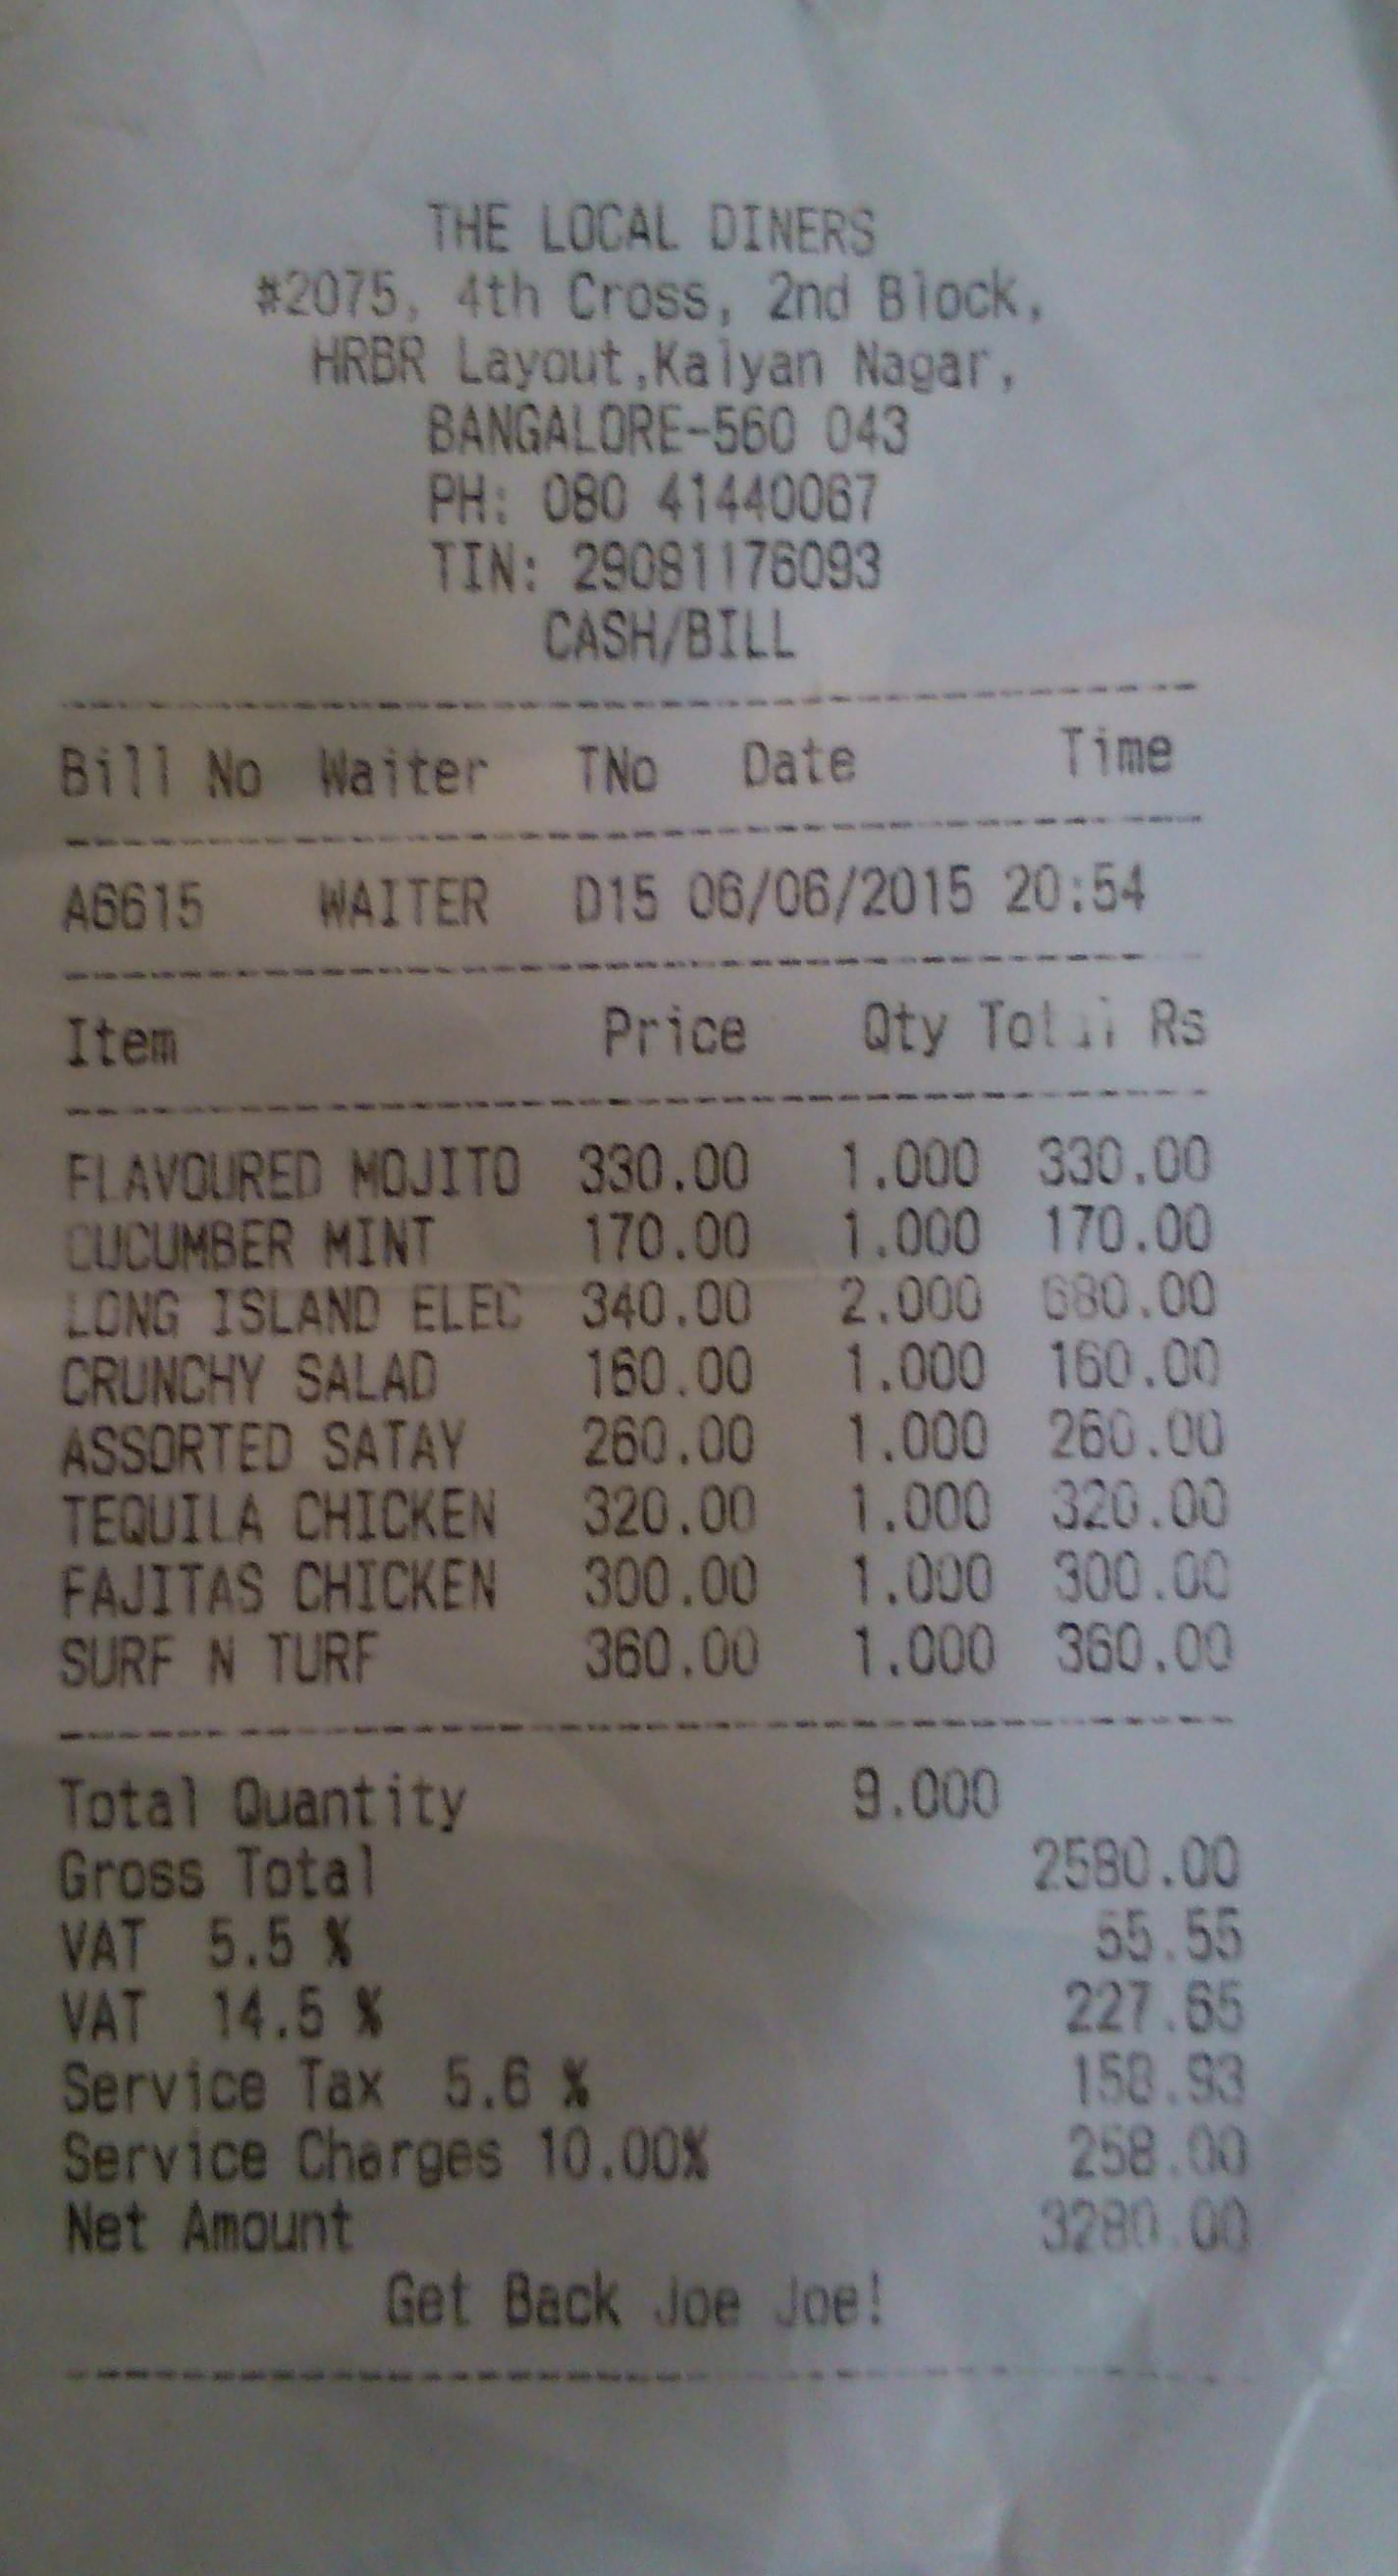 THE LOCAL DINERS
#2075, 4th Cross, 2nd Block,
HRBR Layout,Kalyan Nagar,
BANGALORE-560 043
PH: 080 41440067
TIN: 29081176093
CASH/BILL
Bill No Waiter TNo Date Time
A6615 WAITER D15 06/06/2015 20:54
Item Price Qty Total Rs
FLAVOURED MOJITO 330.00 1.000 330.00
CUCUMBER MINT 170.00 1.000 170.00
LONG ISLAND ELEC 340.00 2.000 680.00
CRUNCHY SALAD 160.00 1.000 160.00
ASSORTED SATAY 260.00 1.000 260.00
TEQUILA CHICKEN 320.00 1.000 320.00
FAJITAS CHICKEN 300.00 1.000 300.00
SURF N TURF 360.00 1.000 360.00
Total Quantity 9.000
Gross Total 2580.00
VAT 5.5 % 55.55
VAT 14.5 % 227.65
Service Tax 5.6 % 158.93
Service Charges 10.00% 258.00
Net Amount 3280.00
Get Back Joe Joe!